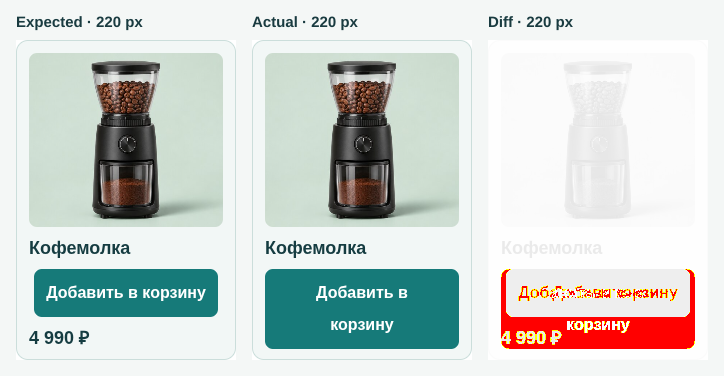 Expected · 220 px
Actual · 220 px
Diff · 220 px
Кофемолка
Добавить в корзину
4 990 ₽
Кофемолка
Добавить в
корзину
Кофемолка
корзину
4 990 ₽